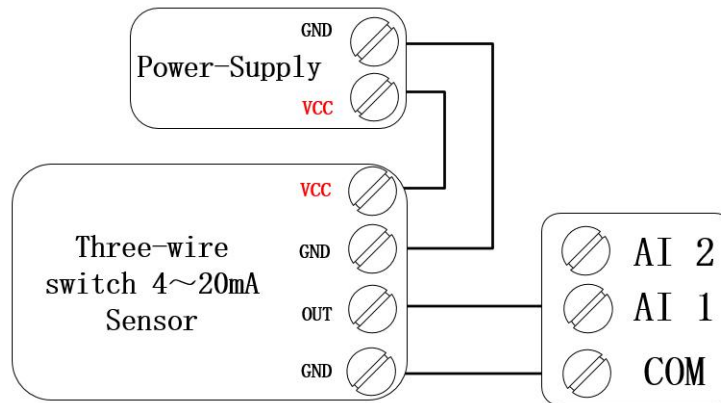 GND
Power-Supply
VCC
VCC
Three-wire
switch 4～20mA
Sensor
GND
OUT
GND
AI 2
AI 1
COM